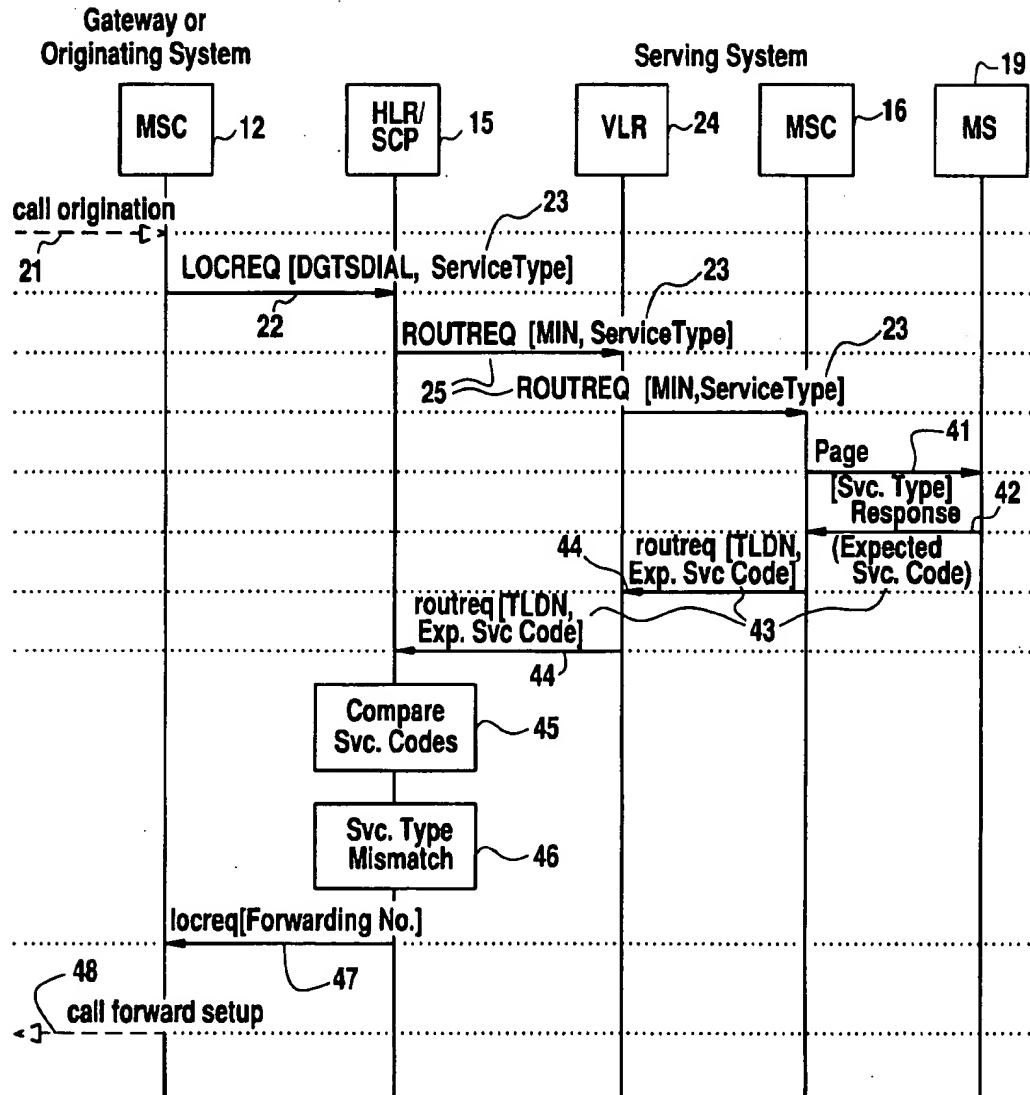 Gateway or
Originating System
Serving System
19
MSC
12
HLR/
SCP
15
VLR
24
MSC
16
MS
call origination
21
23
LOCREQ [DGTSDIAL, ServiceType]
22
23
ROUTREQ [MIN, ServiceType]
23
25
ROUTREQ [MIN,ServiceType]
Page
41
[Svc. Type]
Response
42
44
routreq [TLDN,
Exp. Svc Code]
(Expected
Svc. Code)
routreq [TLDN,
Exp. Svc Code]
43
44
Compare
Svc. Codes
45
Svc. Type
Mismatch
46
locreq[Forwarding No.]
47
48
call forward setup